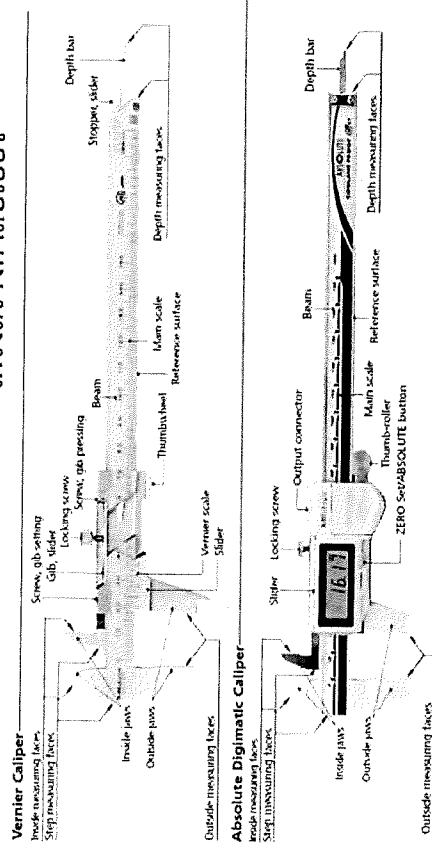 Vernier Caliper
Inside measuring faces
Step measuring faces
Screw, gib setting
Gib, slider
Locking screw
Screw, gib pressing
Beam
Stopper, slider
Depth bar
Inside jaws
Outside jaws
Outside measuring faces
Vernier scale
Slider
Thumbwheel
Main scale
Reference surface
Depth measuring faces
Absolute Digimatic Caliper
Inside measuring faces
Step measuring faces
Slider
Locking screw
Output connector
Beam
Depth bar
ABSOLUTE
COOLANT PROOF
16.17
Inside jaws
Outside jaws
Outside measuring faces
ZERO Set/ABSOLUTE button
Thumb-roller
Main scale
Reference surface
Depth measuring faces